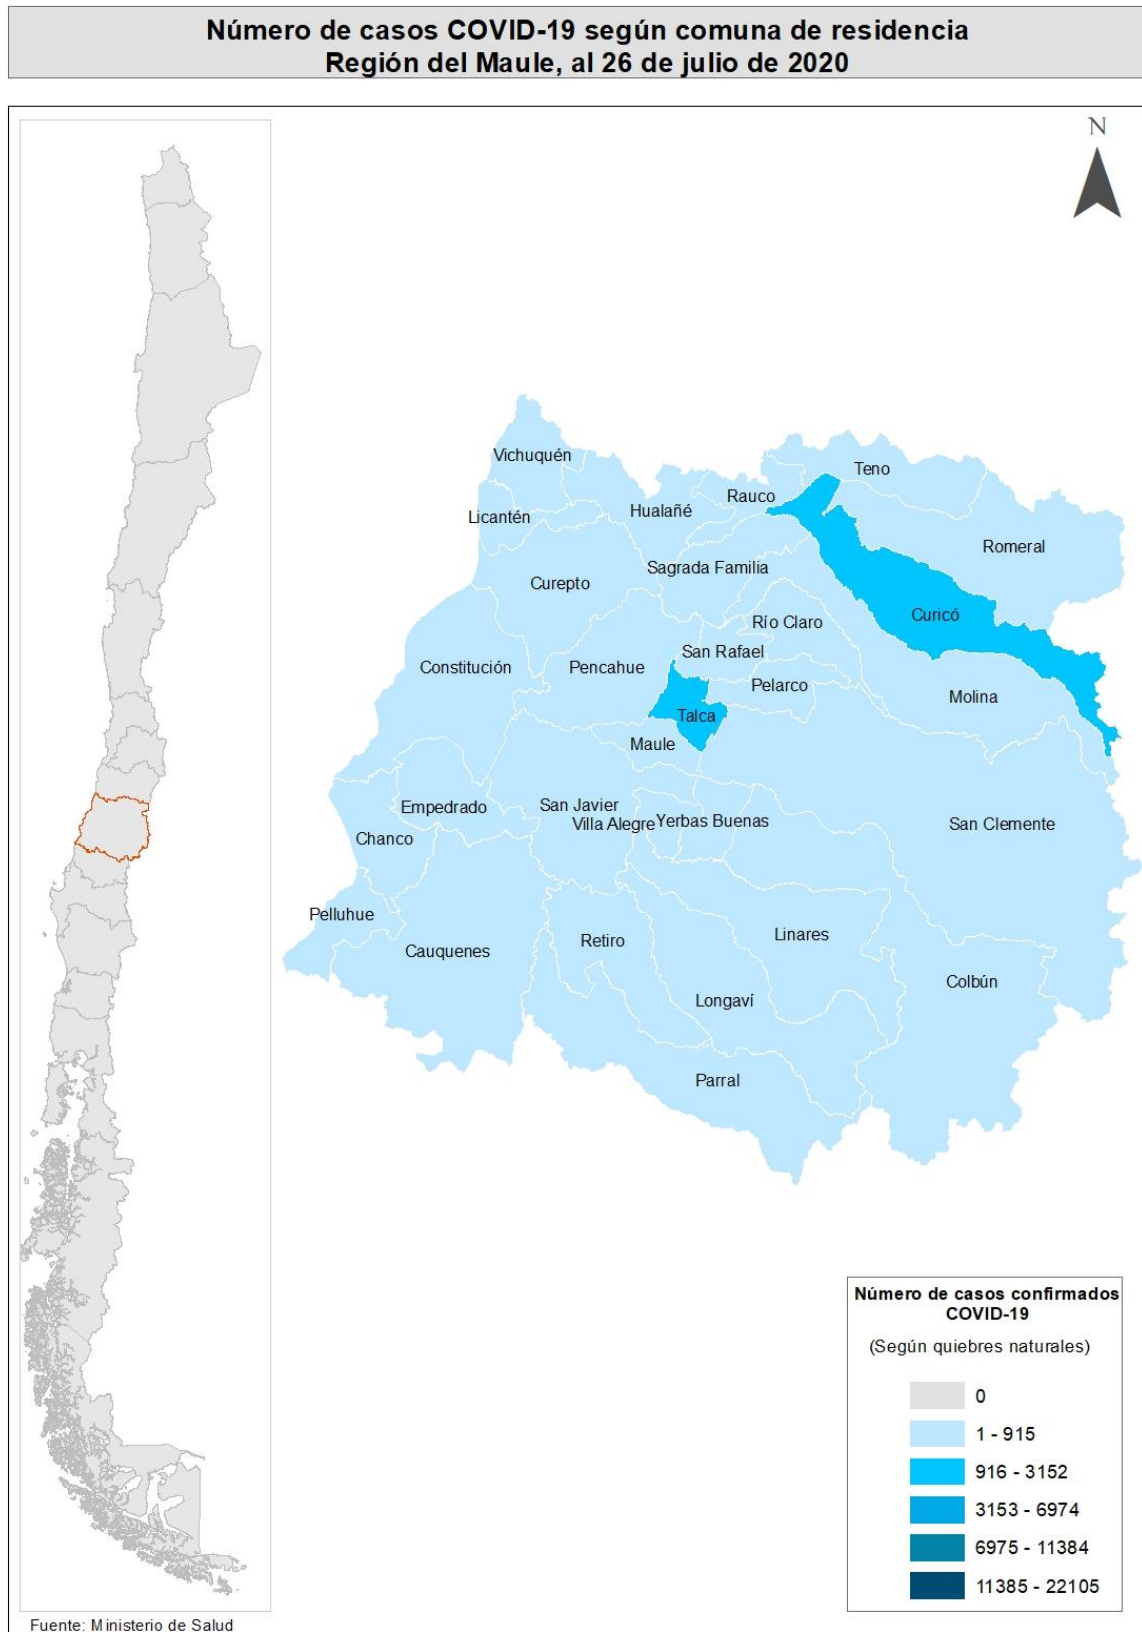 Número de casos COVID-19 según comuna de residencia
Región del Maule, al 26 de julio de 2020
N
Vichuquén
Teno
Rauco
Hualañé
Licantén
Romeral
Sagrada Familia
Curepto
Curicó
Río Claro
San Rafael
Constitución
Pencahue
Pelarco
Molina
Talca
Maule
Empedrado
San Javier
Villa Alegre
Yerbas Buenas
San Clemente
Chanco
Pelluhue
Cauquenes
Retiro
Linares
Colbún
Longaví
Parral
Número de casos confirmados
COVID-19
(Según quiebres naturales)
0
1 - 915
916 - 3152
3153 - 6974
6975 - 11384
11385 - 22105
Fuente: Ministerio de Salud